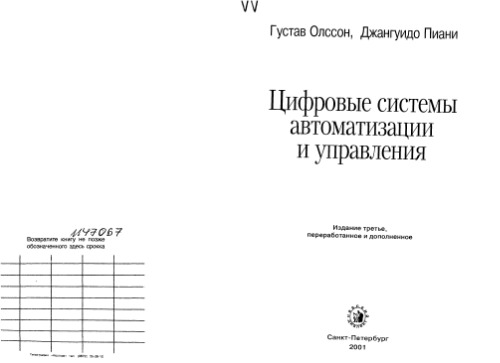 VV
Густав Олссон, Джангуидо Пиани
Цифровые системы
автоматизации
и управления
Издание третье,
переработанное и дополненное
Санкт-Петербург
2001
1147067
Возвратите книгу не позже
обозначенного здесь срока